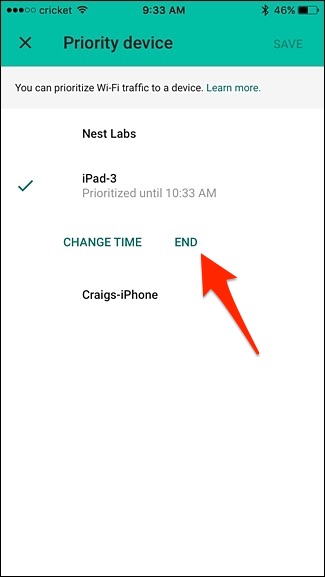 cricket 9:33 AM 46%
Priority device SAVE
You can prioritize Wi-Fi traffic to a device. Learn more.
Nest Labs
iPad-3
Prioritized until 10:33 AM
CHANGE TIME END
Craigs-iPhone